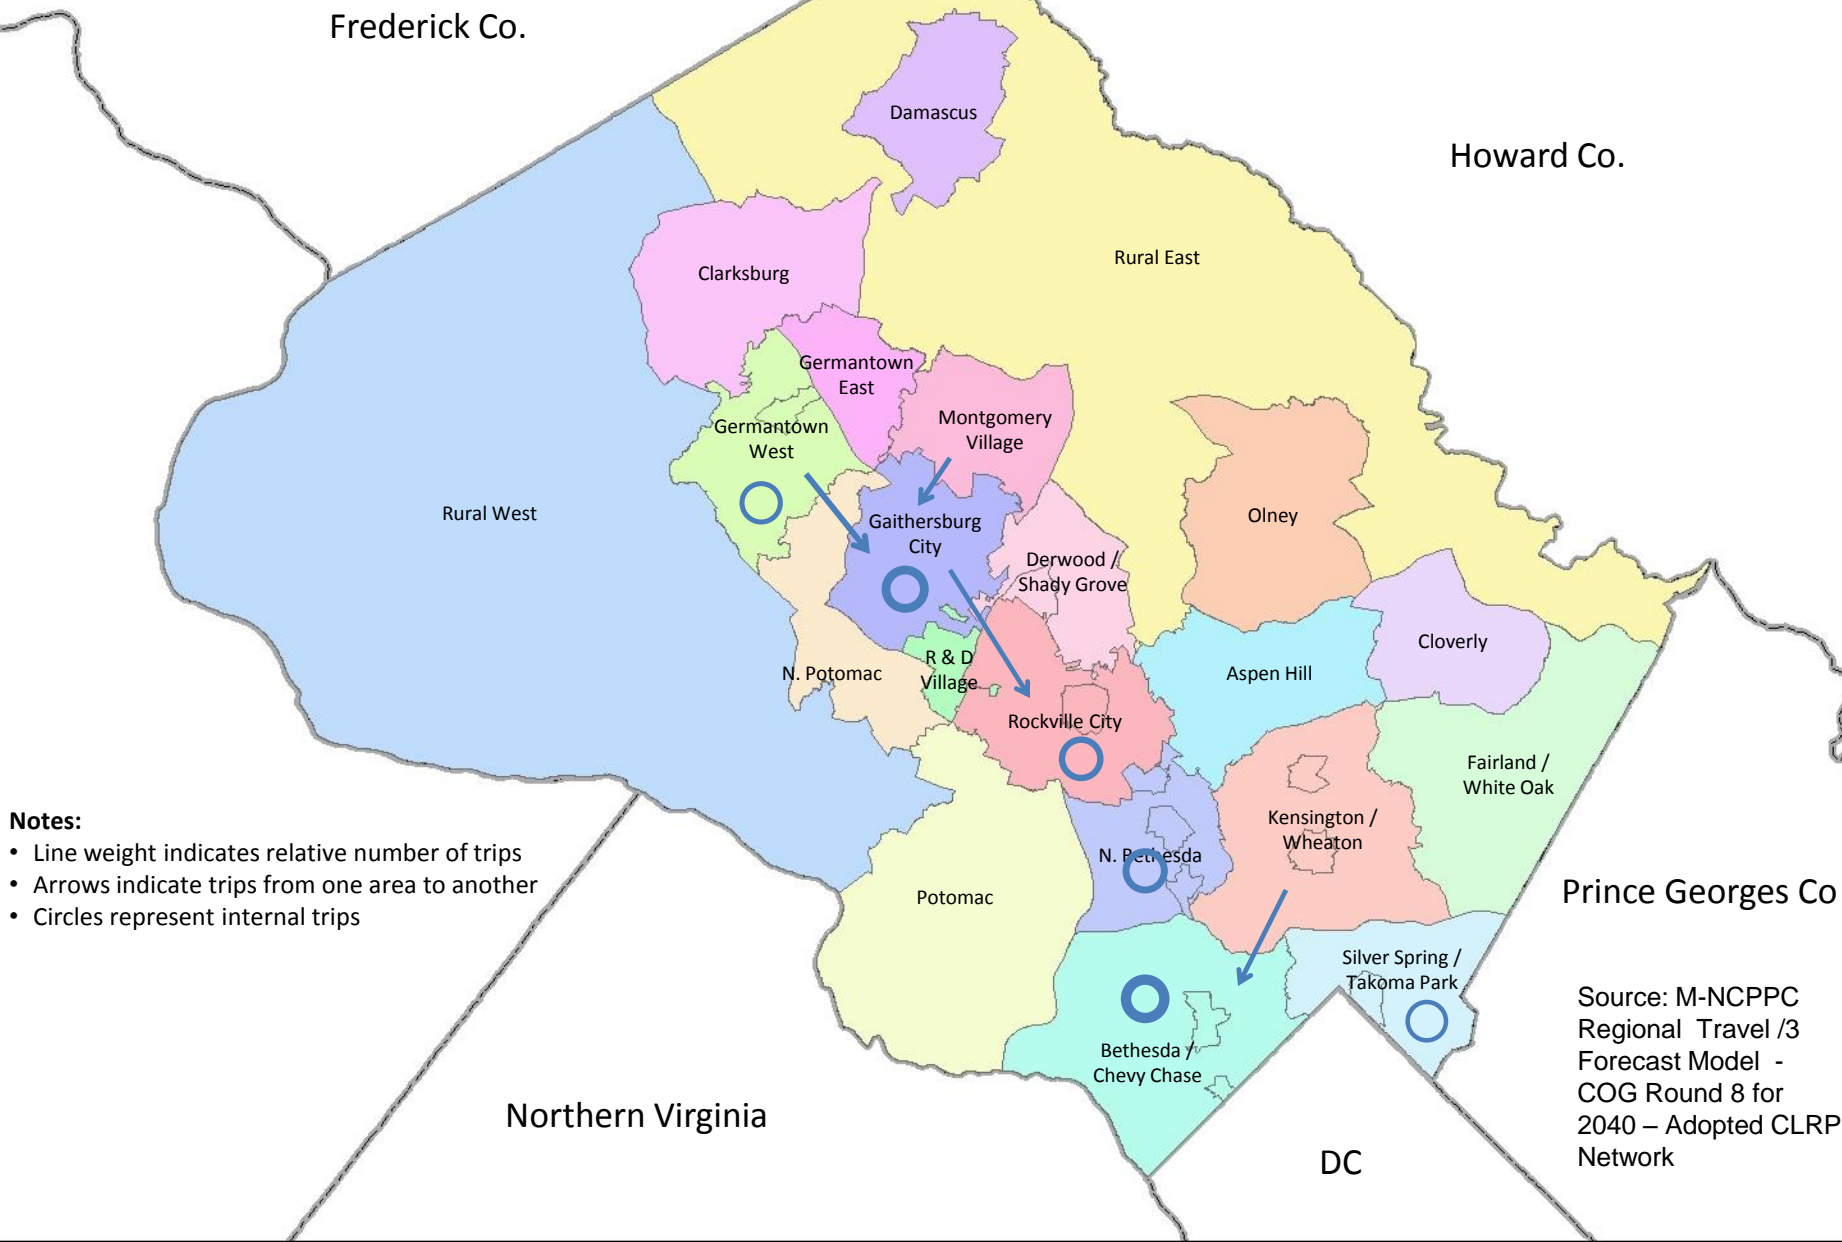 Frederick Co.
Damascus
Howard Co.
Rural East
Clarksburg
Germantown
East
Montgomery
Village
Germantown
West
Rural West
Gaithersburg
City
Olney
Derwood /
Shady Grove
Cloverly
R & D
Village
N. Potomac
Aspen Hill
Rockville City
Fairland /
White Oak
Kensington /
Wheaton
N. Bethesda
Notes:
• Line weight indicates relative number of trips
• Arrows indicate trips from one area to another
• Circles represent internal trips
Potomac
Prince Georges Co
Silver Spring /
Takoma Park
Source: M-NCPPC
Regional Travel /3
Forecast Model -
COG Round 8 for
2040 – Adopted CLRP
Network
Bethesda /
Chevy Chase
Northern Virginia
DC